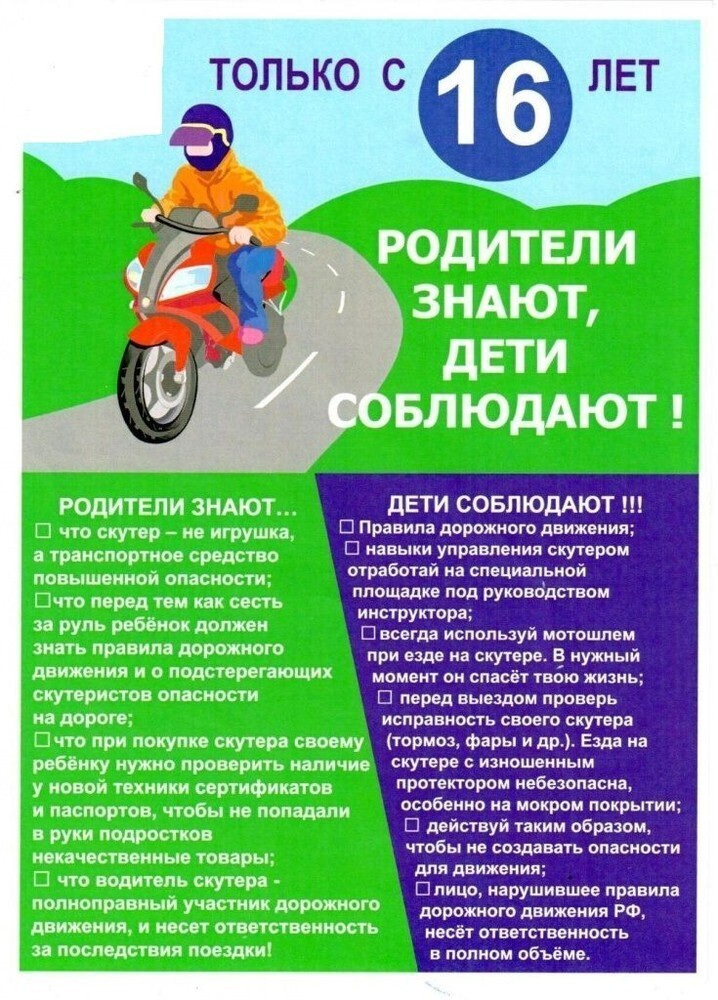 ТОЛЬКО С 16 ЛЕТ
РОДИТЕЛИ
ЗНАЮТ,
ДЕТИ
СОБЛЮДАЮТ !
РОДИТЕЛИ ЗНАЮТ...
☐ что скутер – не игрушка,
а транспортное средство
повышенной опасности;
☐что перед тем как сесть
за руль ребёнок должен
знать правила дорожного
движения и о подстерегающих
скутеристов опасности
на дороге;
☐что при покупке скутера своему
ребёнку нужно проверить наличие
у новой техники сертификатов
и паспортов, чтобы не попадали
в руки подростков
некачественные товары;
☐ что водитель скутера -
полноправный участник дорожного
движения, и несет ответственность
за последствия поездки!
ДЕТИ СОБЛЮДАЮТ !!!
☐ Правила дорожного движения;
☐ навыки управления скутером
отработай на специальной
площадке под руководством
инструктора;
☐всегда используй мотошлем
при езде на скутере. В нужный
момент он спасёт твою жизнь;
☐ перед выездом проверь
исправность своего скутера
(тормоз, фары и др.). Езда на
скутере с изношенным
протектором небезопасна,
особенно на мокром покрытии;
☐ действуй таким образом,
чтобы не создавать опасности
для движения;
☐лицо, нарушившее правила
дорожного движения РФ,
несёт ответственность
в полном объёме.